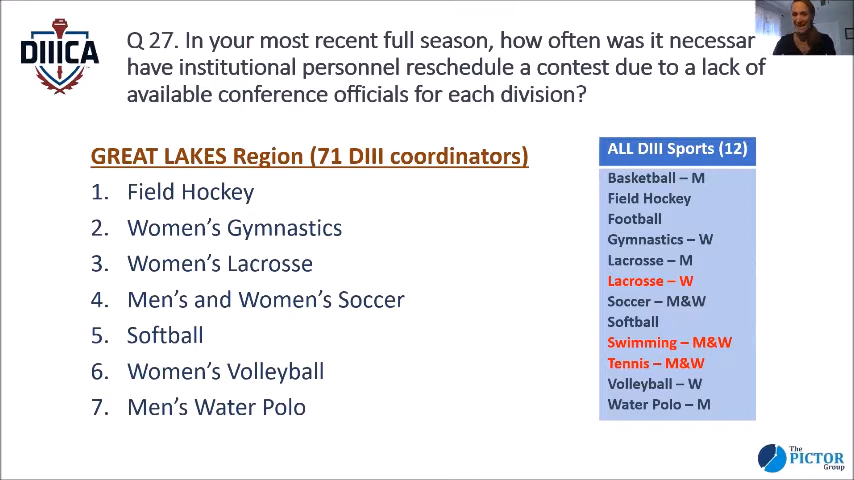 DIIICA
Q 27. In your most recent full season, how often was it necessar
have institutional personnel reschedule a contest due to a lack of
available conference officials for each division?
GREAT LAKES Region (71 DIII coordinators)
1. Field Hockey
2. Women's Gymnastics
3. Women's Lacrosse
4. Men's and Women's Soccer
5. Softball
6. Women's Volleyball
7. Men's Water Polo
ALL DIII Sports (12)
Basketball – M
Field Hockey
Football
Gymnastics – W
Lacrosse – M
Lacrosse – W
Soccer – M&W
Softball
Swimming – M&W
Tennis – M&W
Volleyball – W
Water Polo – M
The
PICTOR
Group